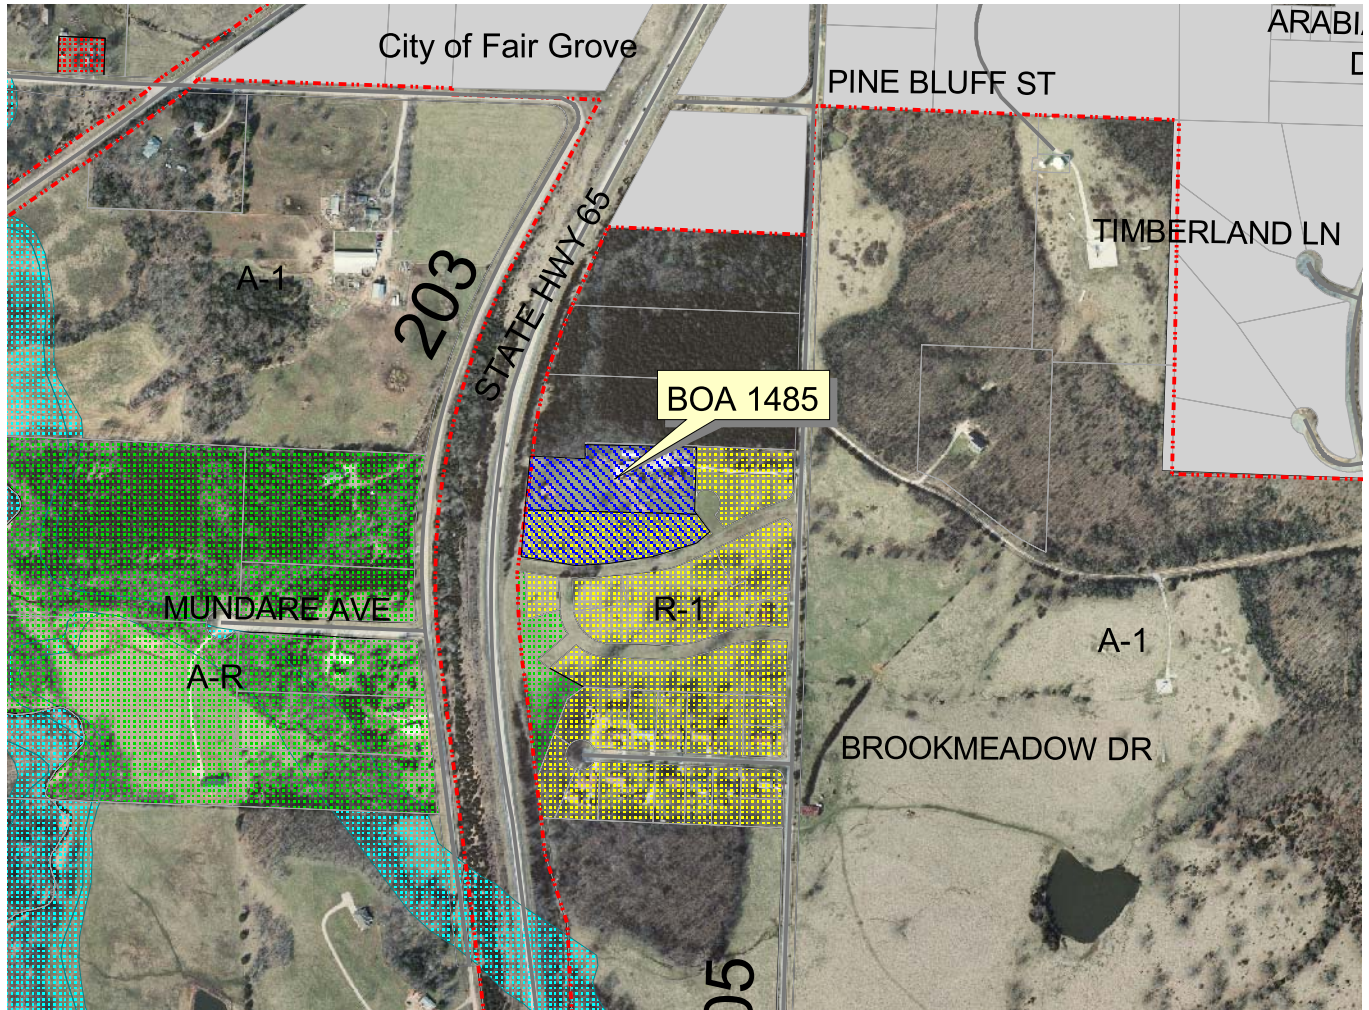 City of Fair Grove
ARABI
D
PINE BLUFF ST
TIMBERLAND LN
A-1
203
STATE HWY 65
BOA 1485
MUNDARE AVE
R-1
A-1
A-R
BROOKMEADOW DR
05